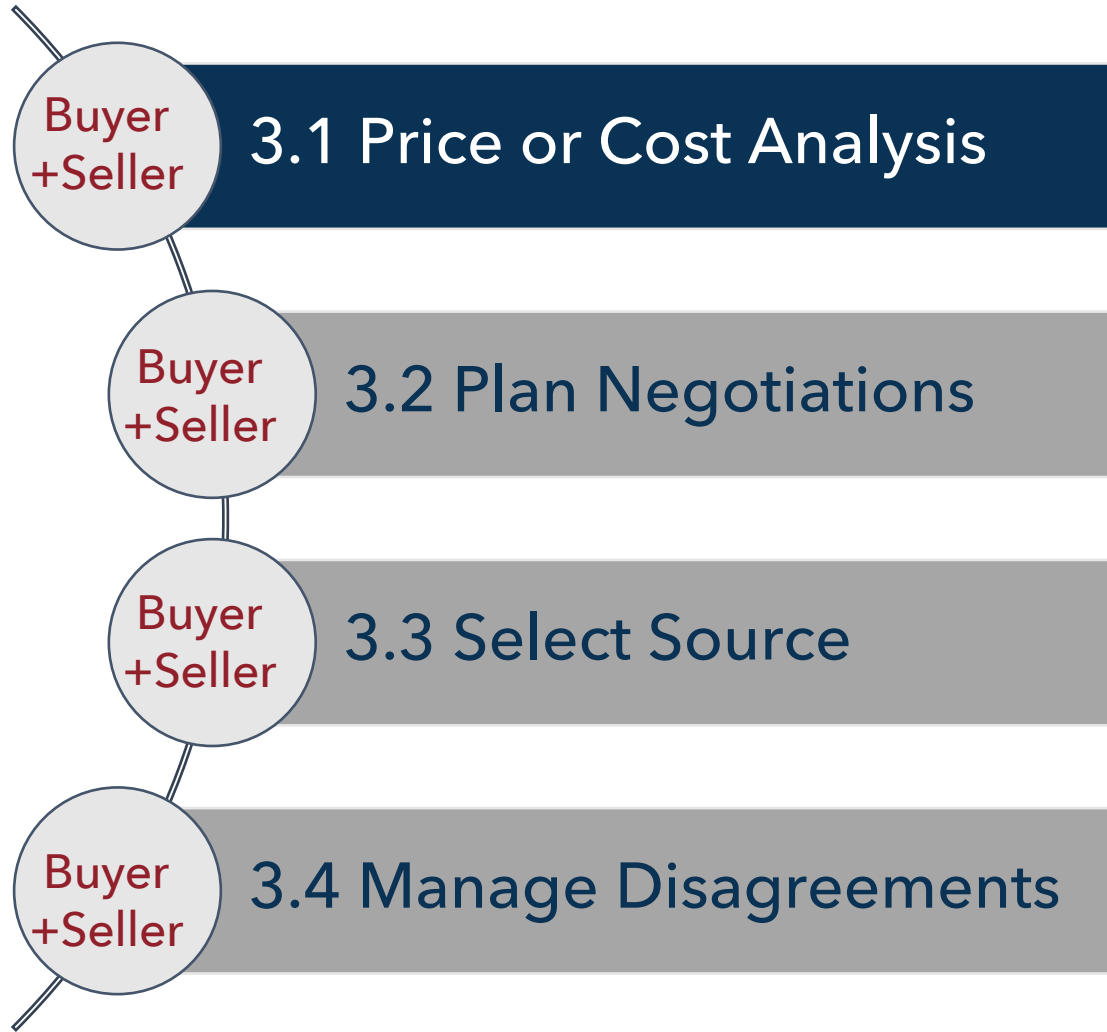 Buyer
+Seller
3.1 Price or Cost Analysis
Buyer
+Seller
3.2 Plan Negotiations
Buyer
+Seller
3.3 Select Source
Buyer
+Seller
3.4 Manage Disagreements